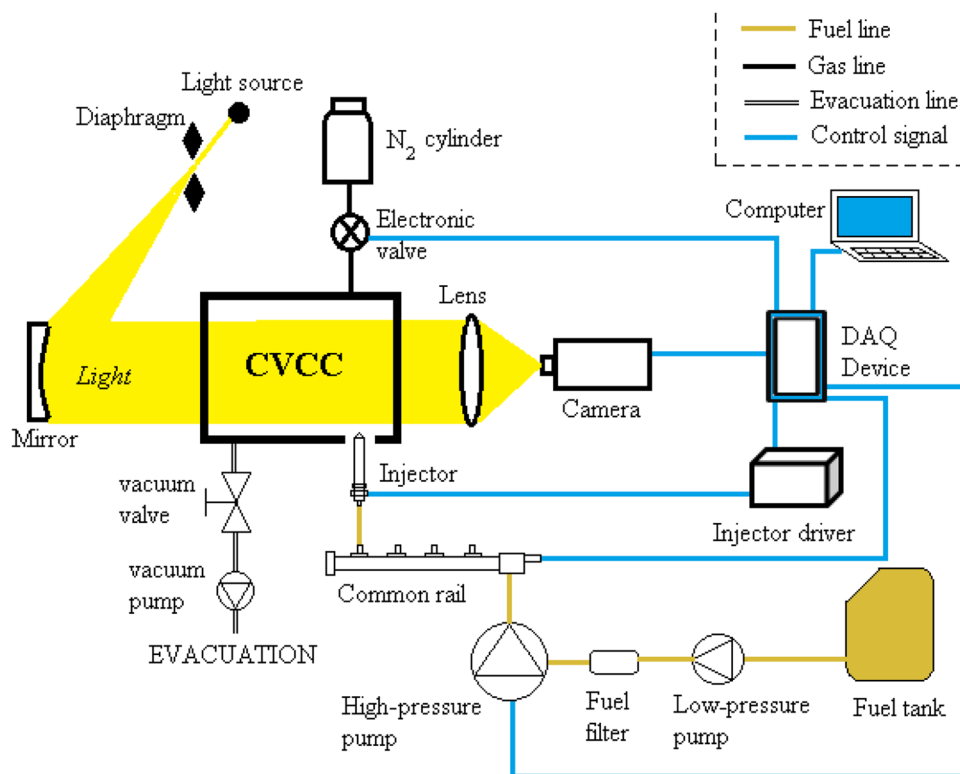 Fuel line
Gas line
Evacuation line
Control signal
Light source
Diaphragm
N₂ cylinder
Electronic
valve
Computer
Lens
CVCC
Light
DAQ
Device
Camera
Mirror
Injector
vacuum
valve
Injector driver
vacuum
pump
Common rail
EVACUATION
High-pressure
pump
Fuel
filter
Low-pressure
pump
Fuel tank